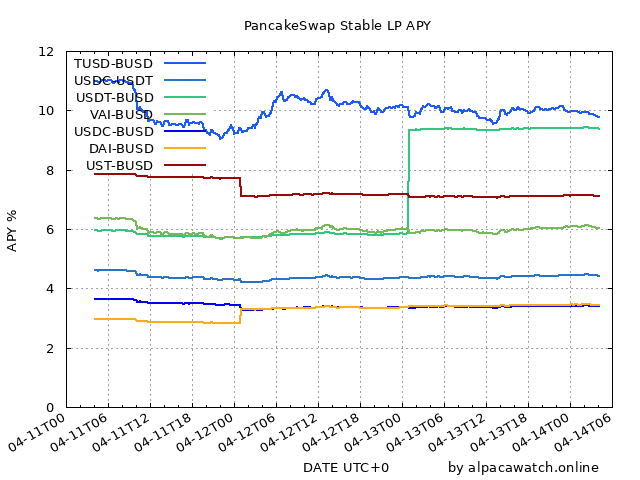 PancakeSwap Stable LP APY
APY %
12
10
8
6
4
2
0
TUSD-BUSD
USDC-USDT
USDT-BUSD
VAI-BUSD
USDC-BUSD
DAI-BUSD
UST-BUSD
04-11T00
04-11T06
04-11T12
04-11T18
04-12T00
04-12T06
04-12T12
04-12T18
04-13T00
04-13T06
04-13T12
04-13T18
04-14T00
04-14T06
DATE UTC+0
by alpacawatch.online